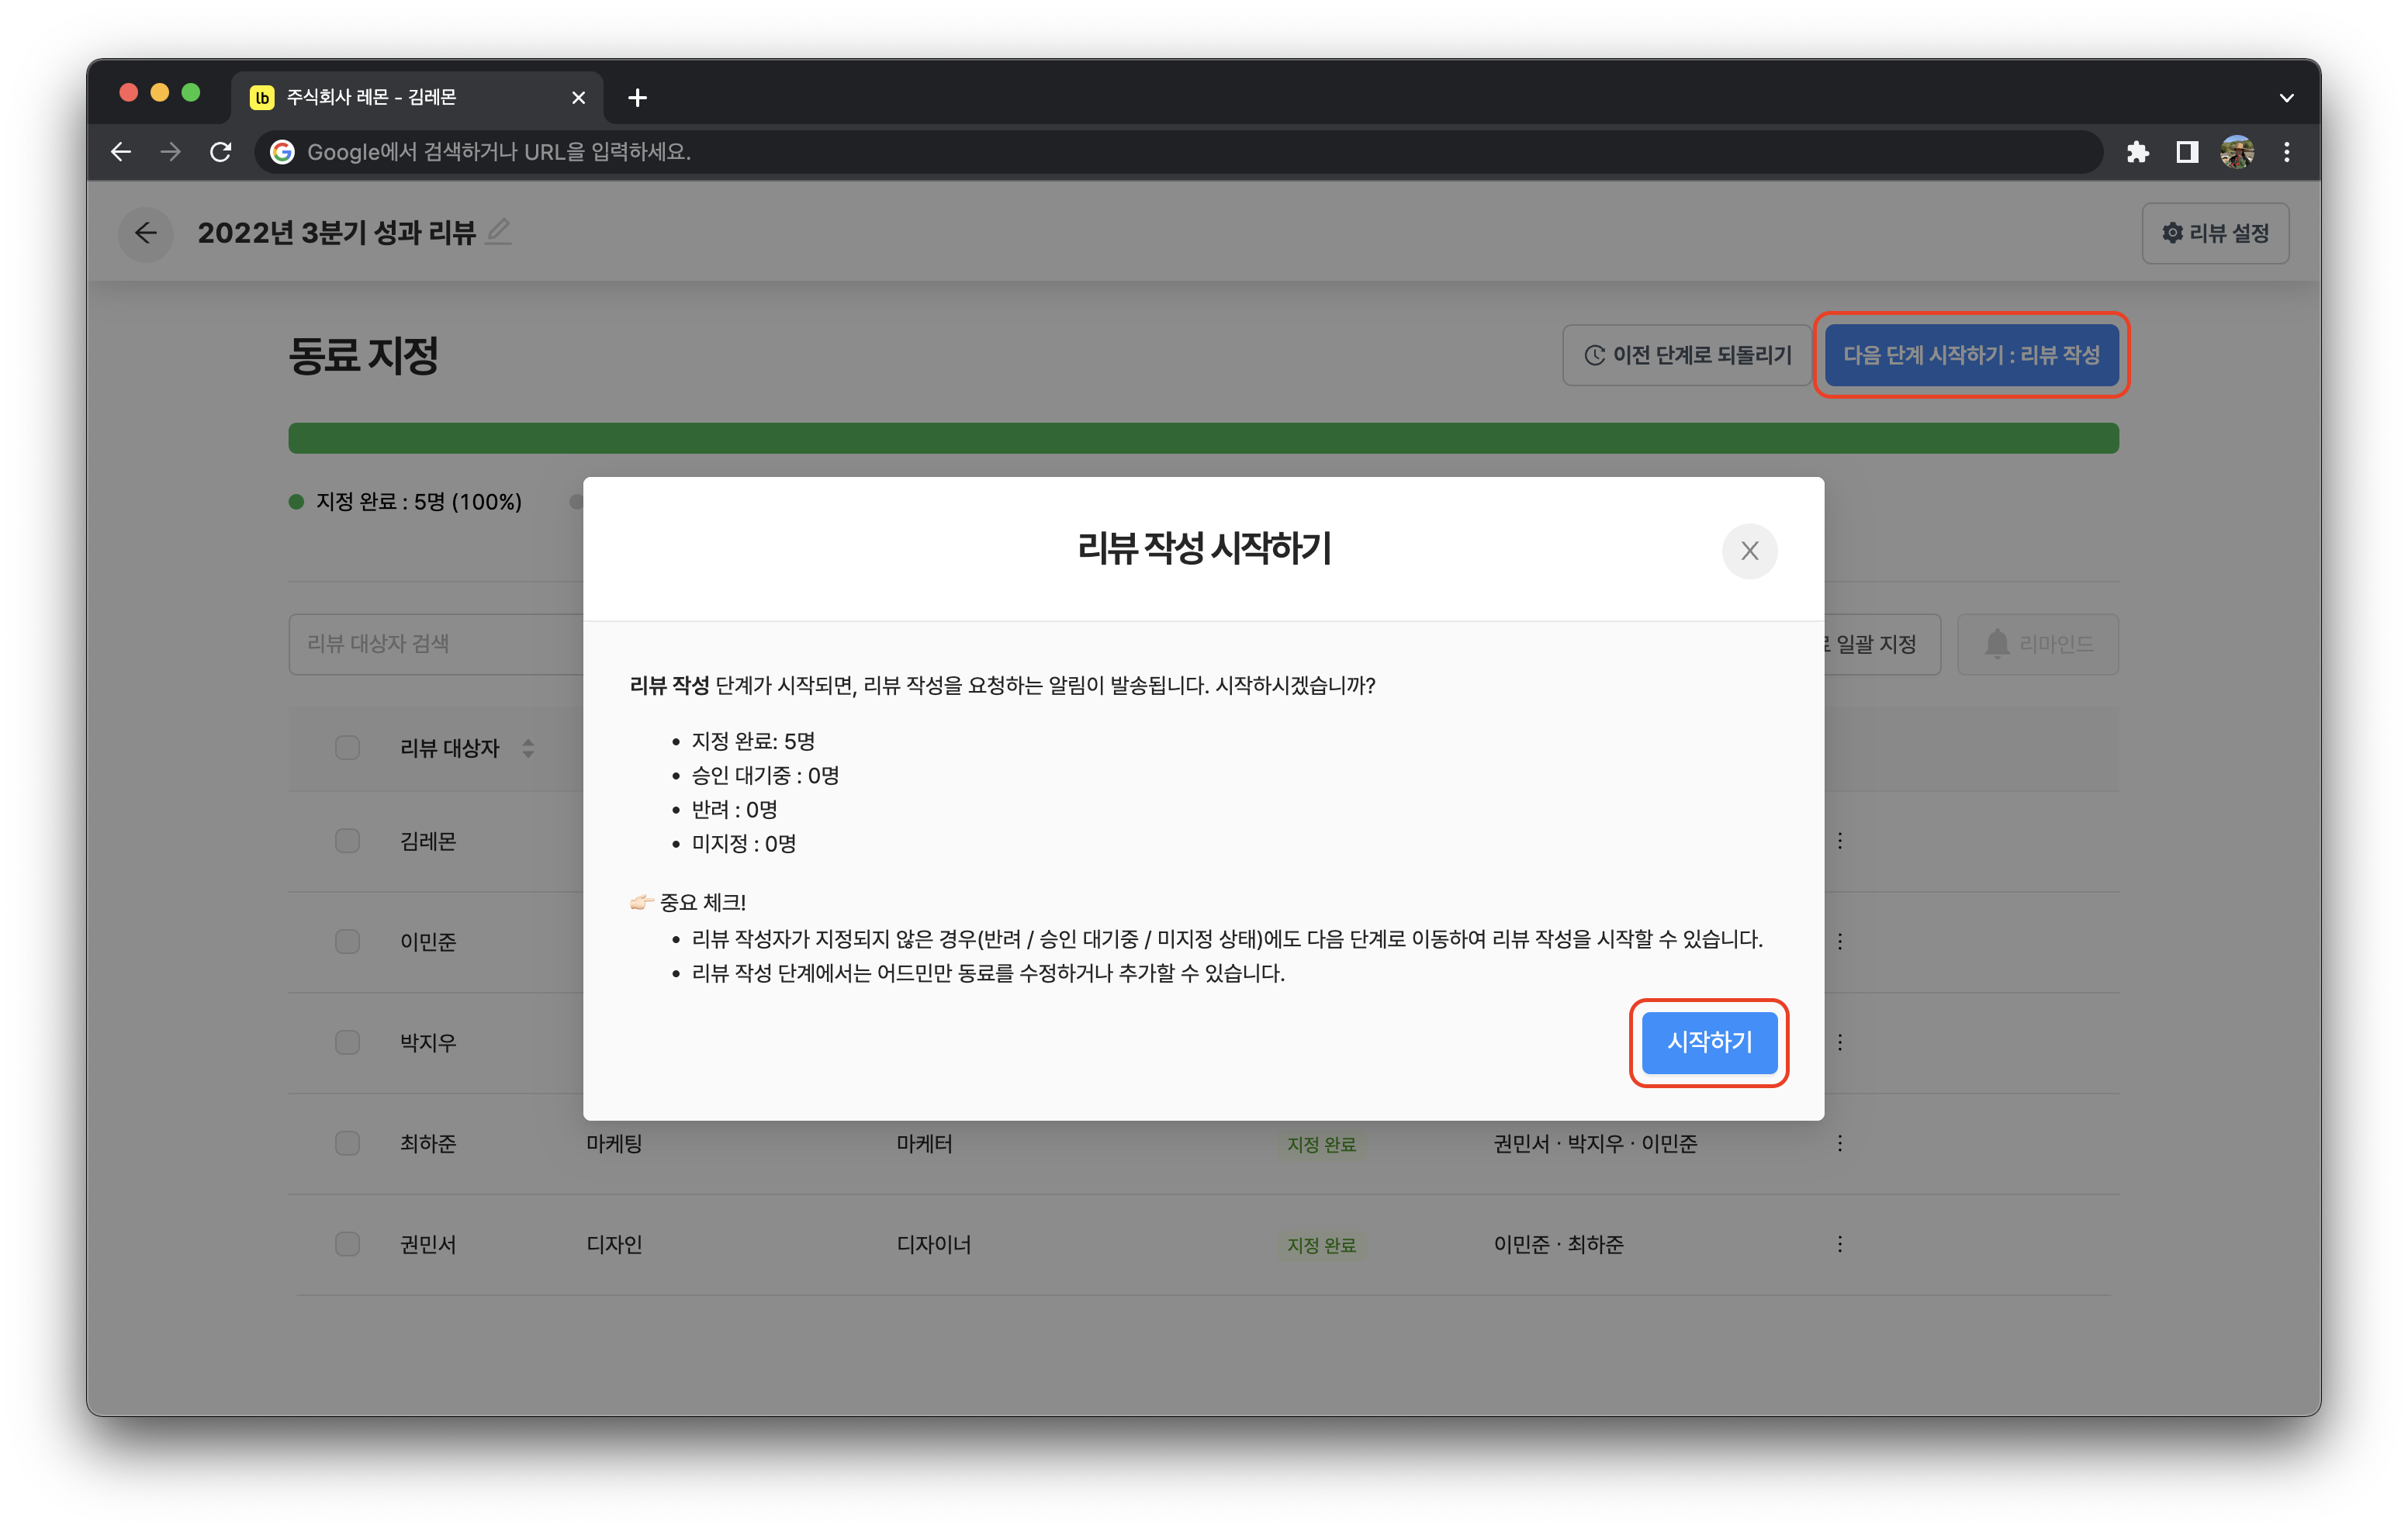 lb 주식회사 레몬 - 김레몬
Google에서 검색하거나 URL을 입력하세요.
2022년 3분기 성과 리뷰
리뷰 설정
동료 지정
이전 단계로 되돌리기
다음 단계 시작하기 : 리뷰 작성
지정 완료 : 5명 (100%)
리뷰 작성 시작하기
X
리뷰 대상자 검색
일괄 지정
리마인드
리뷰 작성 단계가 시작되면, 리뷰 작성을 요청하는 알림이 발송됩니다. 시작하시겠습니까?
• 지정 완료: 5명
• 승인 대기중 : 0명
• 반려 : 0명
• 미지정 : 0명
👉🏻 중요 체크!
• 리뷰 작성자가 지정되지 않은 경우(반려 / 승인 대기중 / 미지정 상태)에도 다음 단계로 이동하여 리뷰 작성을 시작할 수 있습니다.
• 리뷰 작성 단계에서는 어드민만 동료를 수정하거나 추가할 수 있습니다.
시작하기
리뷰 대상자
김레몬
이민준
박지우
최하준 마케팅 마케터 지정 완료 권민서 · 박지우 · 이민준
권민서 디자인 디자이너 지정 완료 이민준 · 최하준